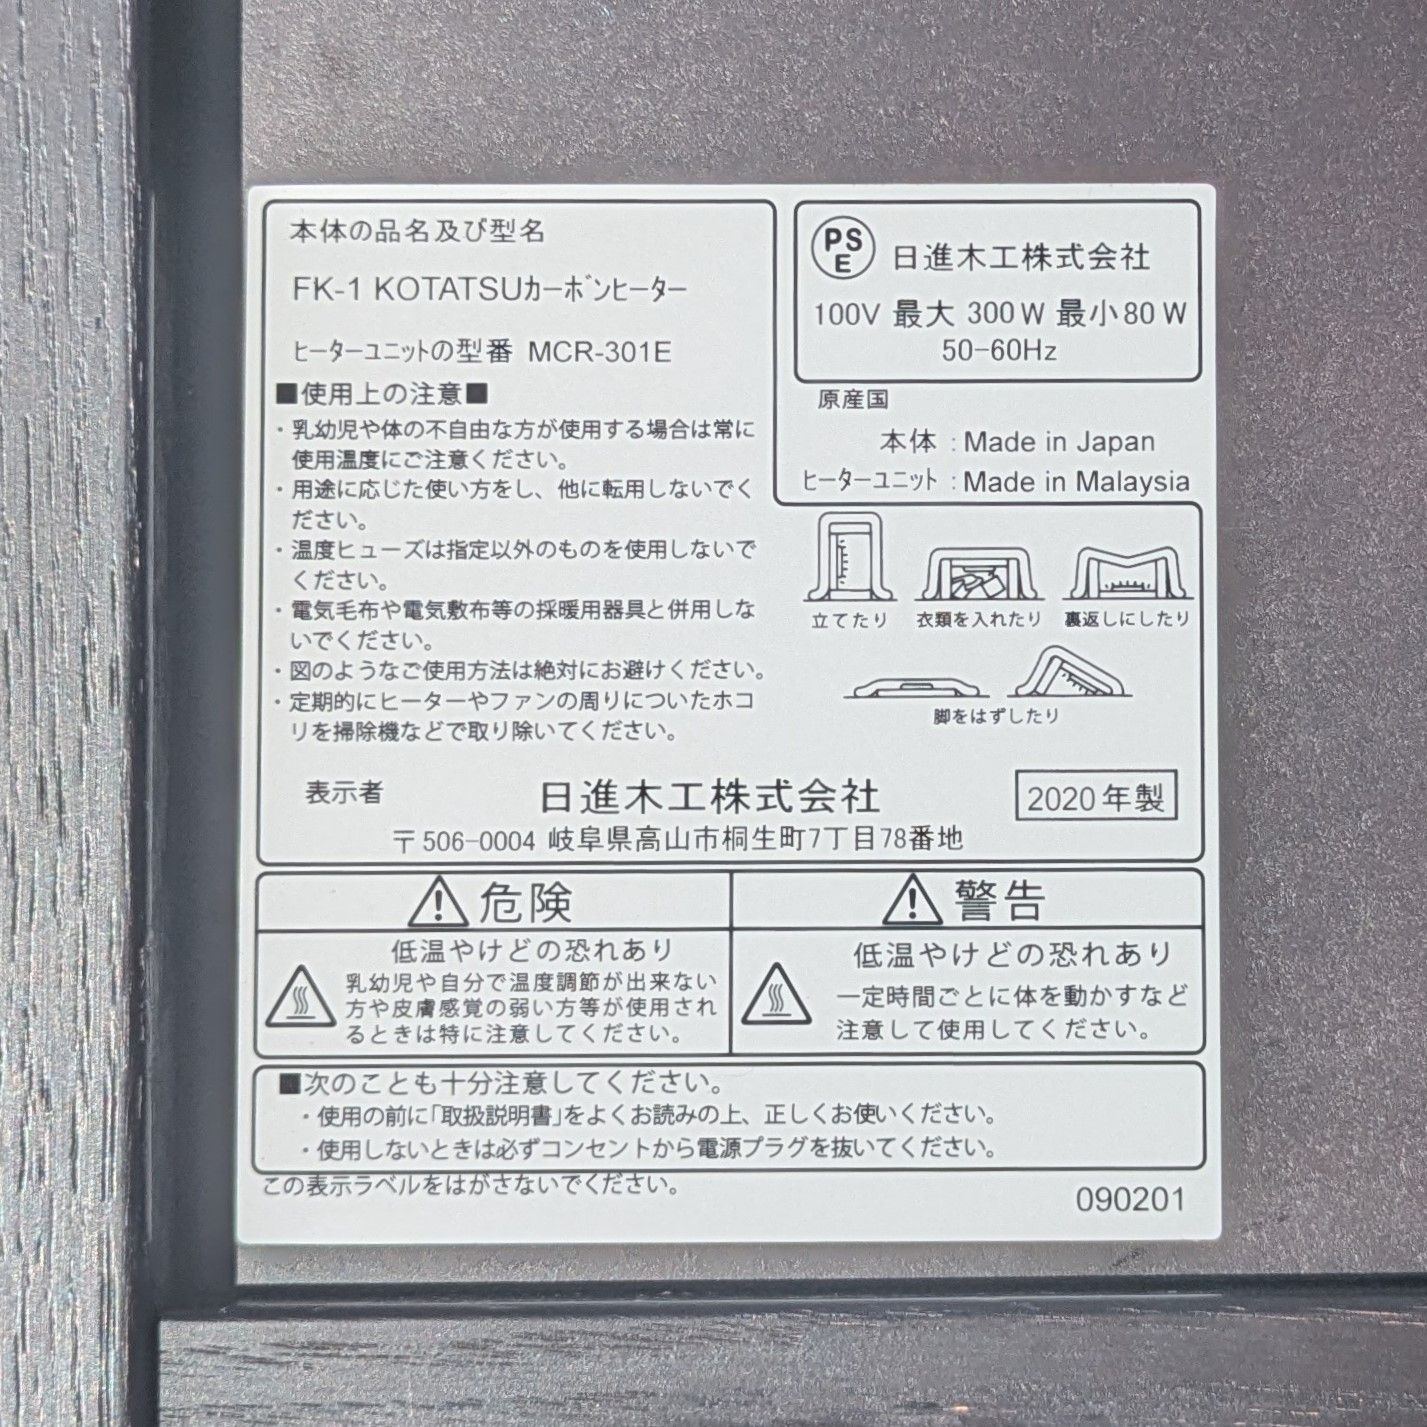 本体の品名及び型名
FK-1 KOTATSUカーボンヒーター
ヒーターユニットの型番 MCR-301E
■使用上の注意■
・乳幼児や体の不自由な方が使用する場合は常に
使用温度にご注意ください。
・用途に応じた使い方をし、他に転用しないでく
ださい。
・温度ヒューズは指定以外のものを使用しないで
ください。
・電気毛布や電気敷布等の採暖用器具と併用しな
いでください。
・図のようなご使用方法は絶対にお避けください。
・定期的にヒーターやファンの周りについたホコ
リを掃除機などで取り除いてください。
PSE 日進木工株式会社
100V 最大 300W 最小80W
50-60Hz
原産国
本体 : Made in Japan
ヒーターユニット : Made in Malaysia
立てたり 衣類を入れたり 裏返しにしたり
脚をはずしたり
表示者 日進木工株式会社 2020年製
〒506-0004 岐阜県高山市桐生町7丁目78番地
危険
低温やけどの恐れあり
乳幼児や自分で温度調節が出来ない
方や皮膚感覚の弱い方等が使用され
るときは特に注意してください。
警告
低温やけどの恐れあり
一定時間ごとに体を動かすなど
注意して使用してください。
■次のことも十分注意してください。
・使用の前に「取扱説明書」をよくお読みの上、正しくお使いください。
・使用しないときは必ずコンセントから電源プラグを抜いてください。
この表示ラベルをはがさないでください。
090201